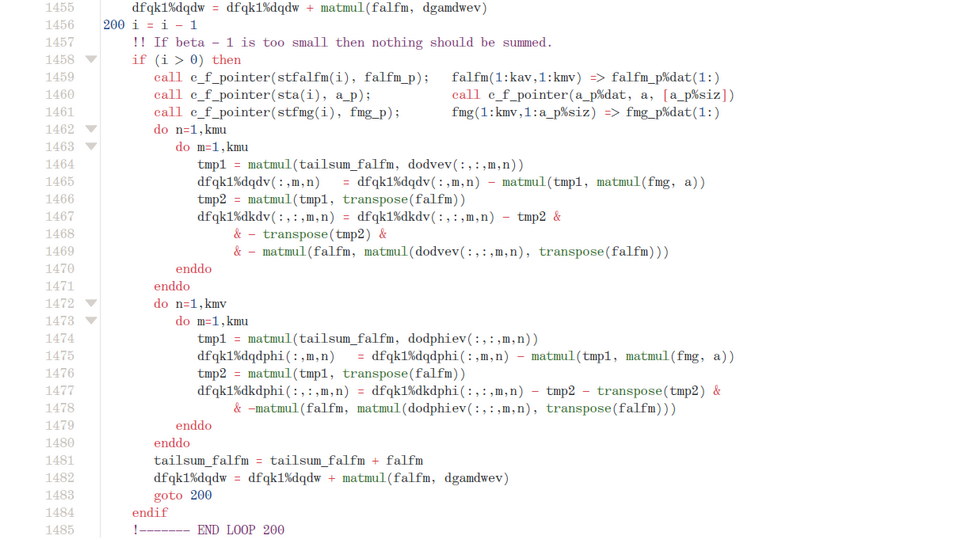 1455 dfqk1%dqdw = dfqk1%dqdw + matmul(falfm, dgamdwev)
1456 200 i = i - 1
1457 !! If beta - 1 is too small then nothing should be summed.
1458 if (i > 0) then
1459 call c_f_pointer(stfalfm(i), falfm_p); falfm(1:kav,1:kmv) => falfm_p%dat(1:)
1460 call c_f_pointer(sta(i), a_p); call c_f_pointer(a_p%dat, a, [a_p%siz])
1461 call c_f_pointer(stfmg(i), fmg_p); fmg(1:kmv,1:a_p%siz) => fmg_p%dat(1:)
1462 do n=1,kmu
1463 do m=1,kmu
1464 tmp1 = matmul(tailsum_falfm, dodvev(:,:,m,n))
1465 dfqk1%dqdv(:,m,n) = dfqk1%dqdv(:,m,n) - matmul(tmp1, matmul(fmg, a))
1466 tmp2 = matmul(tmp1, transpose(falfm))
1467 dfqk1%dkdv(:,:,m,n) = dfqk1%dkdv(:,:,m,n) - tmp2 &
1468 & - transpose(tmp2) &
1469 & - matmul(falfm, matmul(dodvev(:,:,m,n), transpose(falfm)))
1470 enddo
1471 enddo
1472 do n=1,kmv
1473 do m=1,kmu
1474 tmp1 = matmul(tailsum_falfm, dodphiev(:,:,m,n))
1475 dfqk1%dqdphi(:,m,n) = dfqk1%dqdphi(:,m,n) - matmul(tmp1, matmul(fmg, a))
1476 tmp2 = matmul(tmp1, transpose(falfm))
1477 dfqk1%dkdphi(:,:,m,n) = dfqk1%dkdphi(:,:,m,n) - tmp2 - transpose(tmp2) &
1478 & -matmul(falfm, matmul(dodphiev(:,:,m,n), transpose(falfm)))
1479 enddo
1480 enddo
1481 tailsum_falfm = tailsum_falfm + falfm
1482 dfqk1%dqdw = dfqk1%dqdw + matmul(falfm, dgamdwev)
1483 goto 200
1484 endif
1485 !------- END LOOP 200